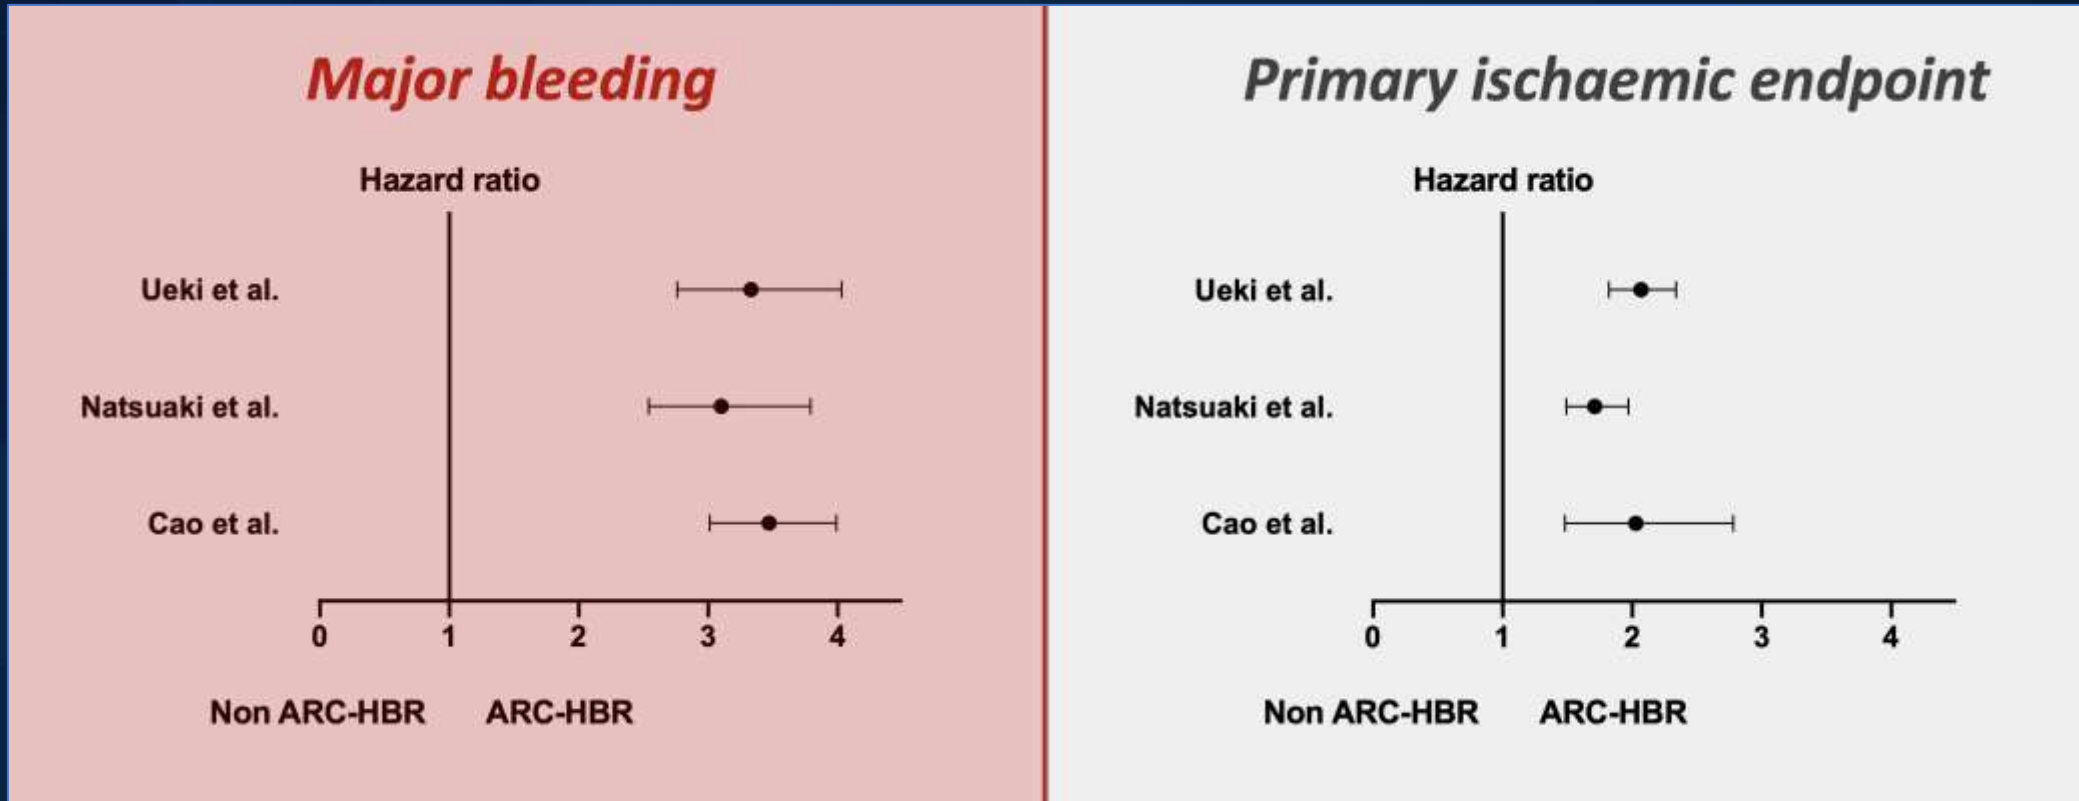 Major bleeding
Hazard ratio
Ueki et al.
Natsuaki et al.
Cao et al.
0 1 2 3 4
Non ARC-HBR ARC-HBR
Primary ischaemic endpoint
Hazard ratio
Ueki et al.
Natsuaki et al.
Cao et al.
0 1 2 3 4
Non ARC-HBR ARC-HBR